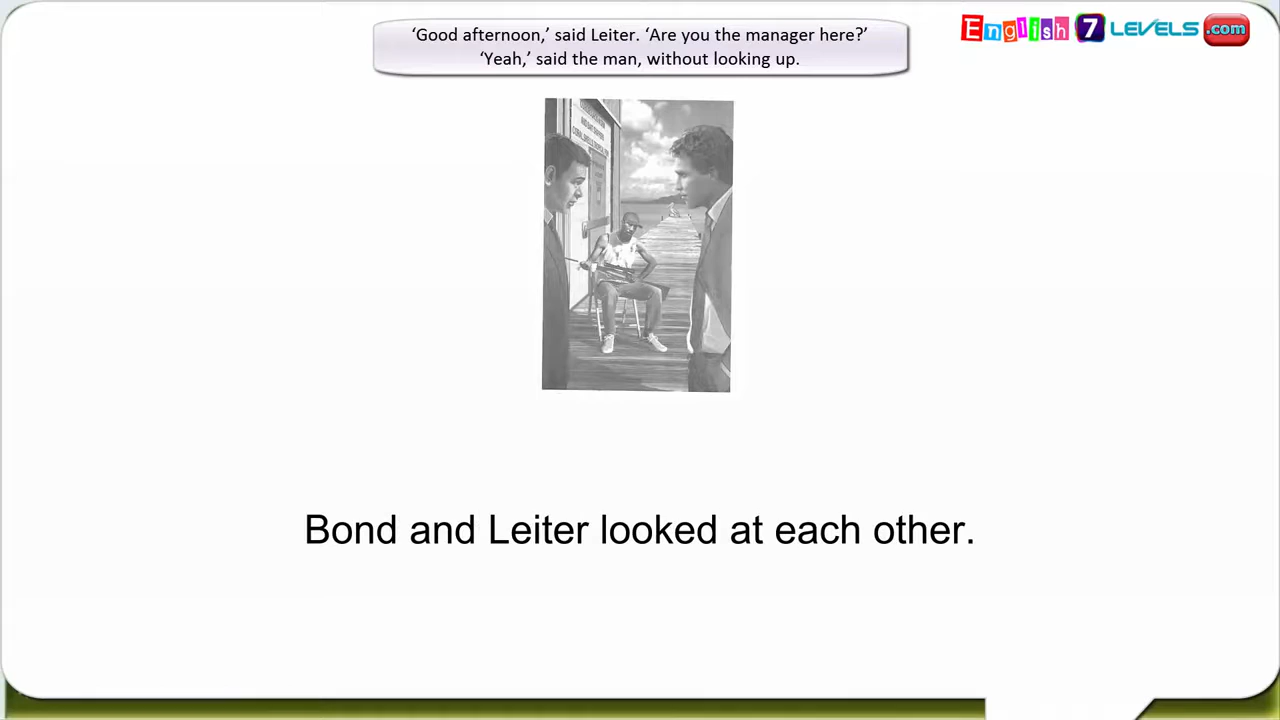 ‘Good afternoon,’ said Leiter. ‘Are you the manager here?’
‘Yeah,’ said the man, without looking up.
English 7 LEVELS .com
Bond and Leiter looked at each other.